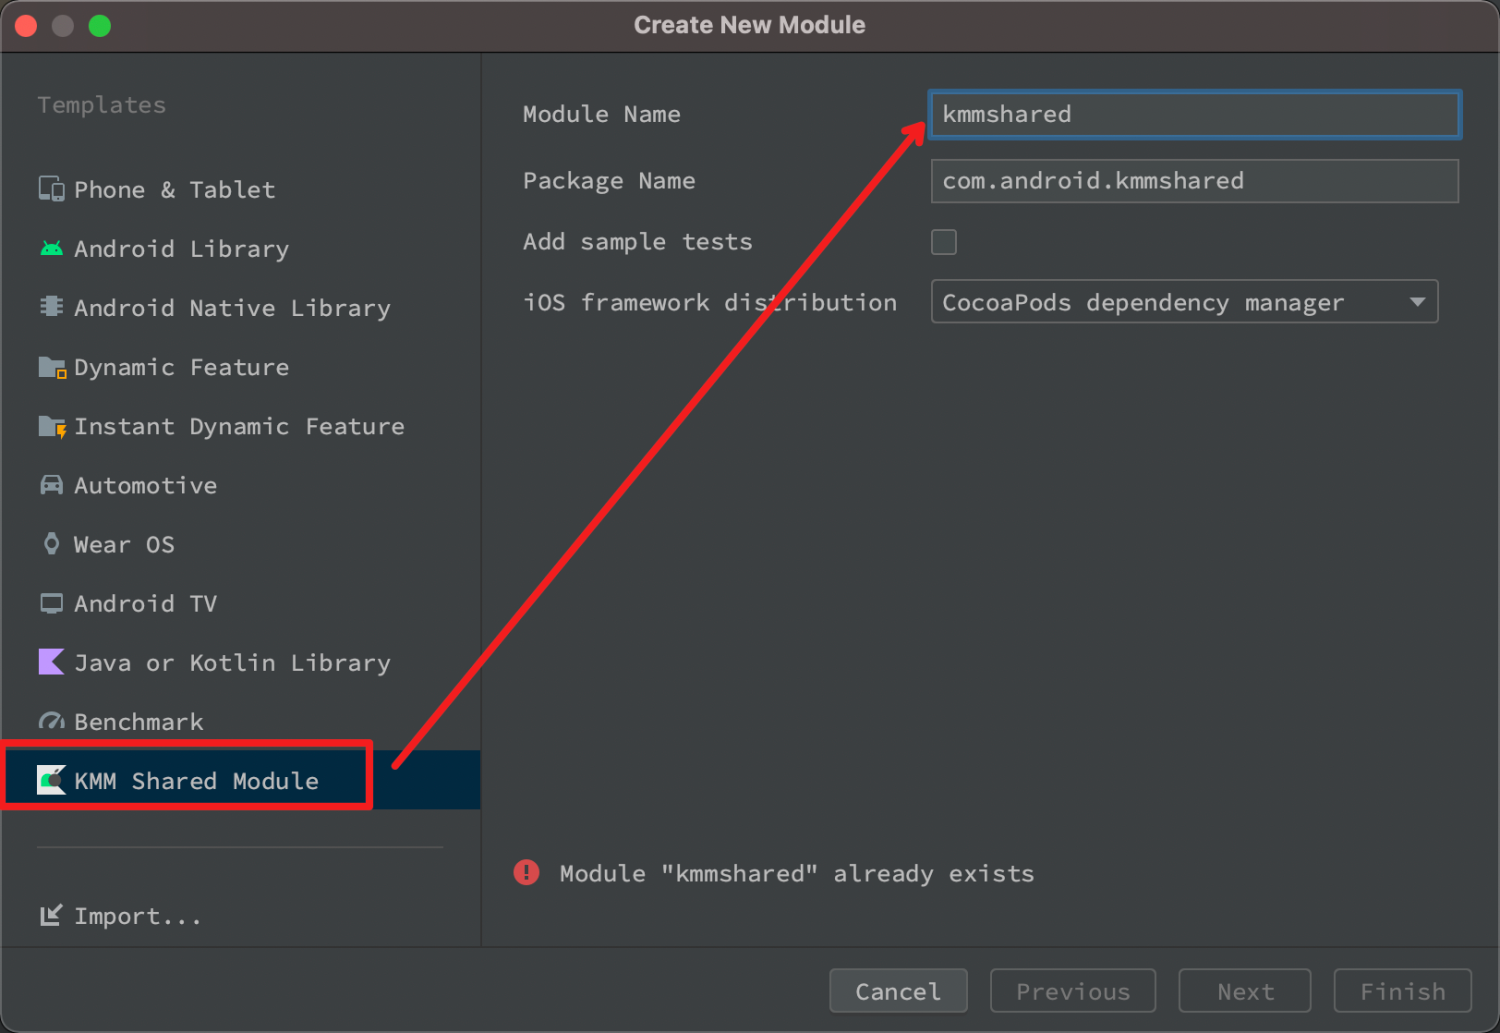 Create New Module
Templates
Phone & Tablet
Android Library
Android Native Library
Dynamic Feature
Instant Dynamic Feature
Automotive
Wear OS
Android TV
Java or Kotlin Library
Benchmark
KMM Shared Module
Import...
Module Name
kmmshared
Package Name
com.android.kmmshared
Add sample tests
iOS framework distribution
CocoaPods dependency manager
Module "kmmshared" already exists
Cancel
Previous
Next
Finish